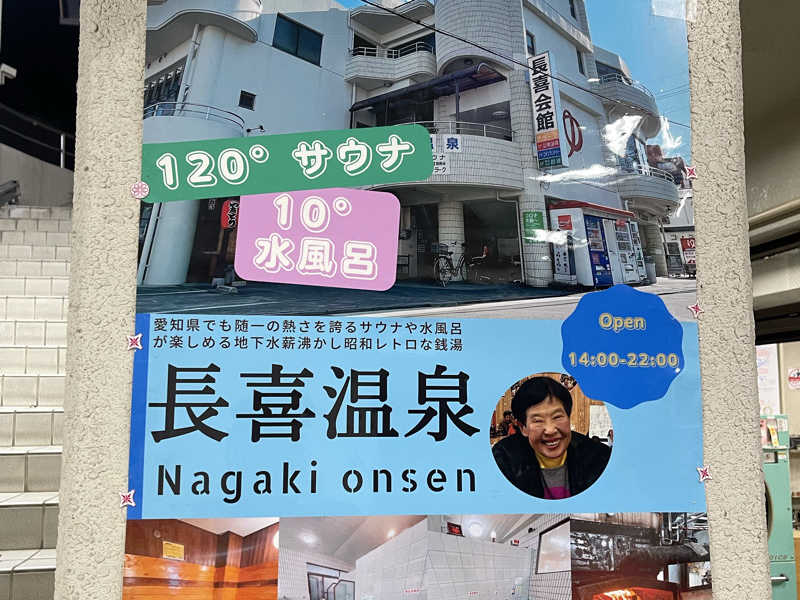 長喜会館
温泉
120° サウナ
10°
水風呂
愛知県でも随一の熱さを誇るサウナや水風呂
が楽しめる地下水薪沸かし昭和レトロな銭湯
Open
14:00-22:00
長喜温泉
Nagaki onsen